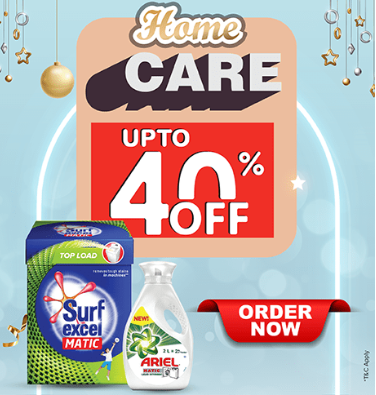 Home
CARE
UPTO
40% OFF
TOP LOAD
Surf
excel
MATIC
NEW!
ARIEL
MATIC
ORDER
NOW
*T&C Apply